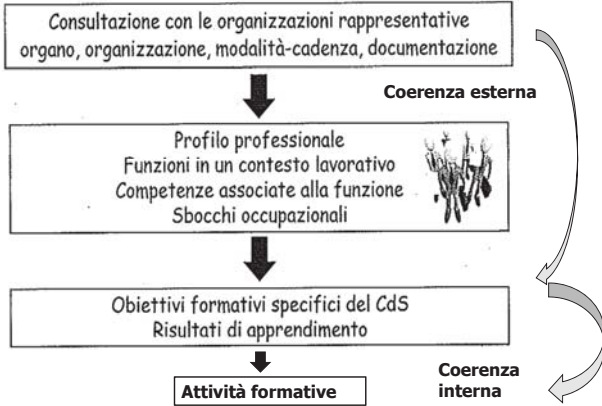 Consultazione con le organizzazioni rappresentative
organo, organizzazione, modalità-cadenza, documentazione
Coerenza esterna
Profilo professionale
Funzioni in un contesto lavorativo
Competenze associate alla funzione
Sbocchi occupazionali
Obiettivi formativi specifici del CdS
Risultati di apprendimento
Coerenza
interna
Attività formative